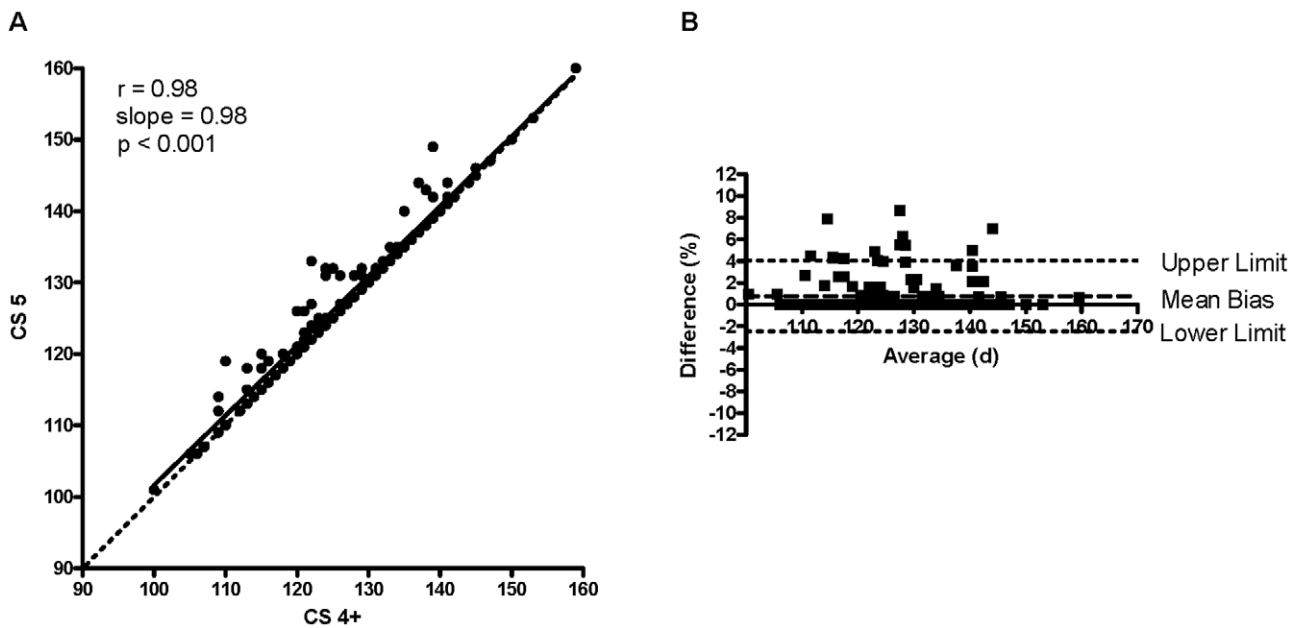 A
B
r = 0.98
slope = 0.98
p < 0.001
160
150
140
130
120
110
100
90
CS 5
90 100 110 120 130 140 150 160
CS 4+
12
10
8
6
4
2
0
-2
-4
-6
-8
-10
-12
Difference (%)
110 120 130 140 150 160 170
Average (d)
Upper Limit
Mean Bias
Lower Limit